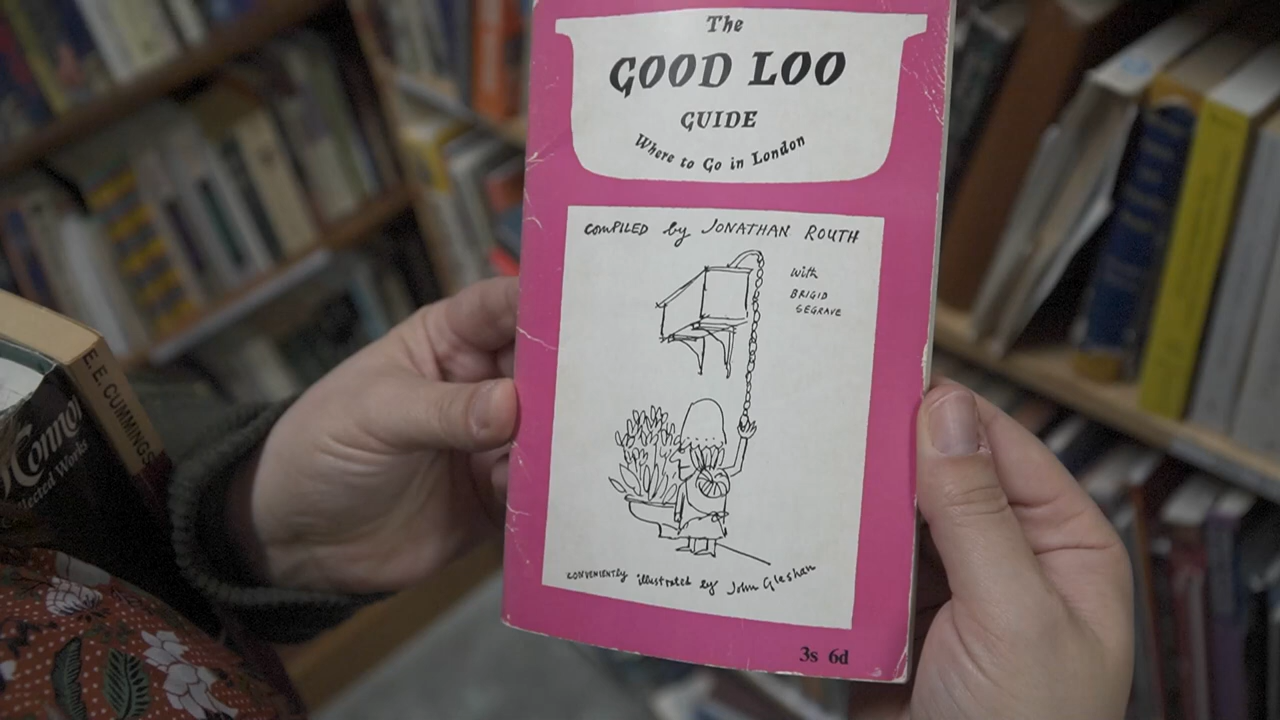 The
GOOD LOO
GUIDE
Where to Go in London
COMPILED by JONATHAN ROUTH
with
BRIGID
SEGRAVE
CONVENIENTLY illustrated by John Glashan
3s 6d
E. E. CUMMINGS
Collected Works